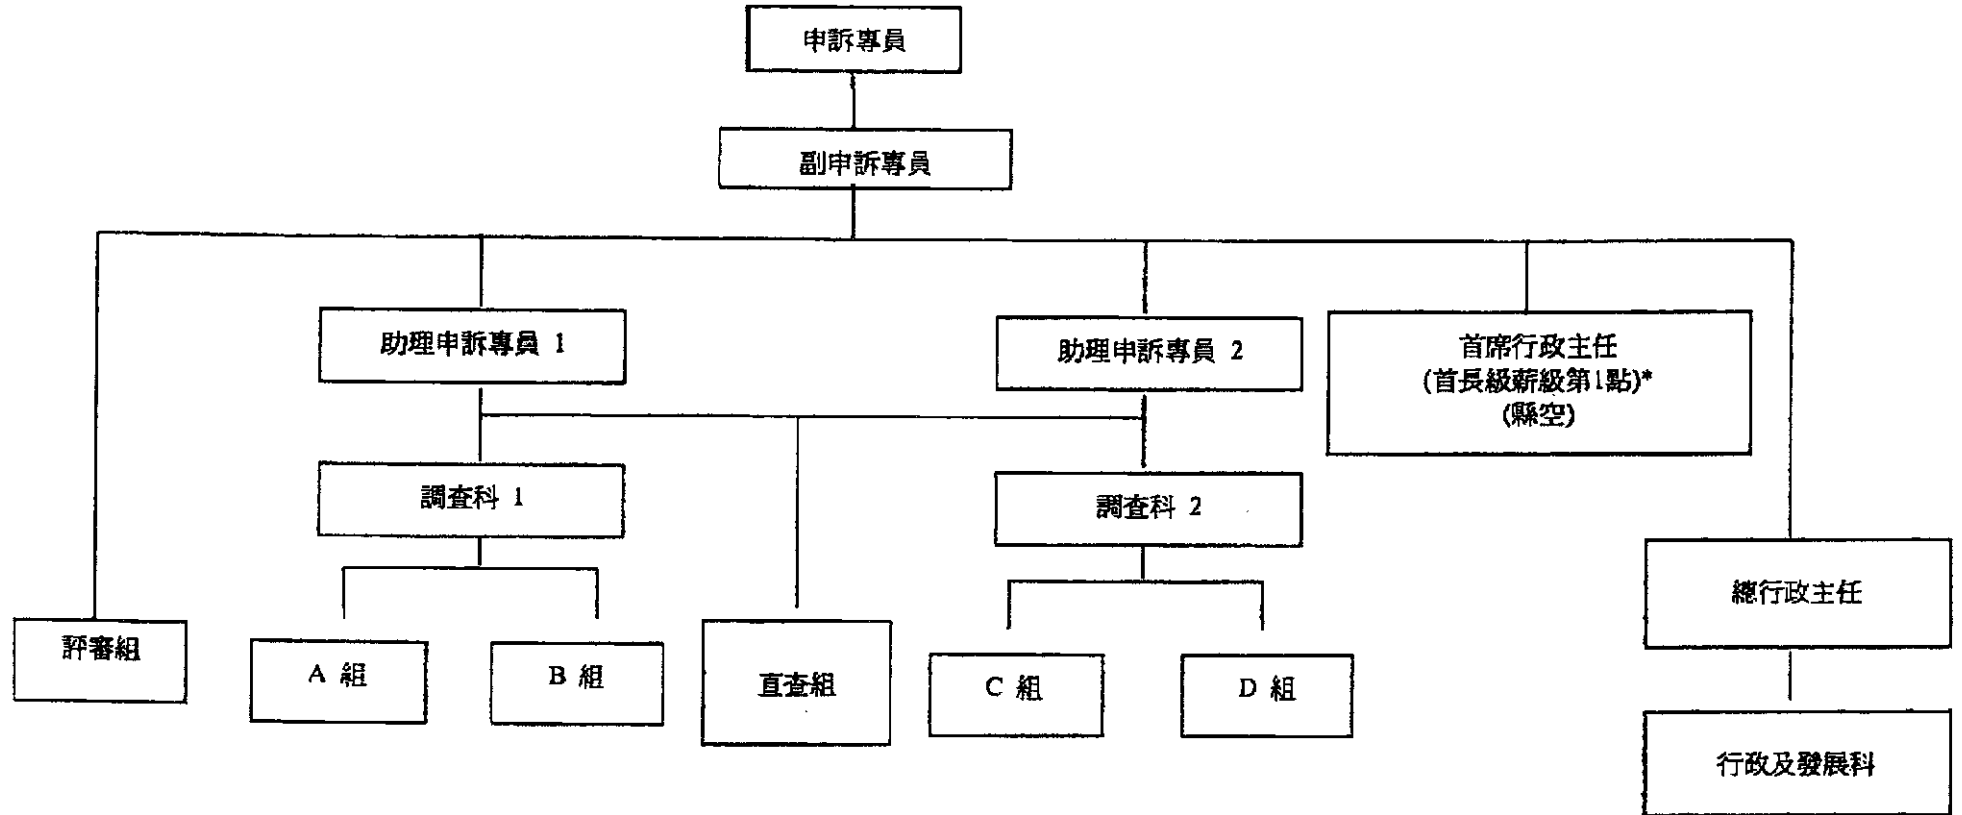 申訴專員
副申訴專員
助理申訴專員 1
助理申訴專員 2
首席行政主任
(首長級薪級第1點)*
(縣空)
調查科 1
調查科 2
總行政主任
評審組
A 組
B 組
直查組
C 組
D 組
行政及發展科